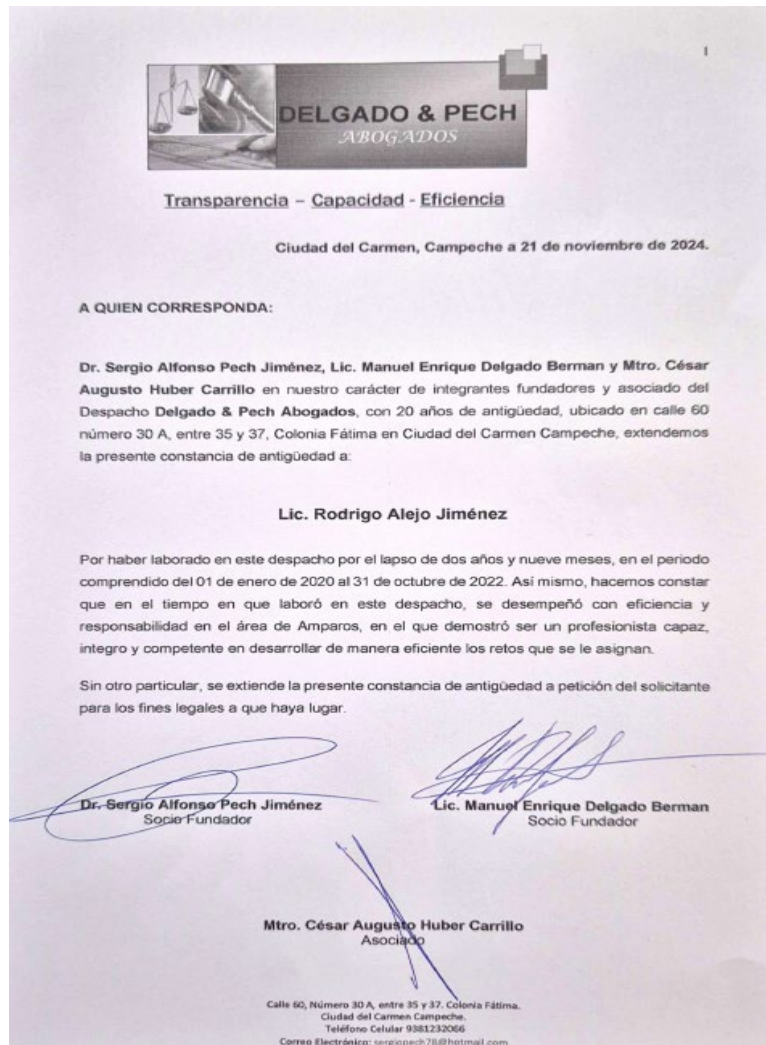 1
DELGADO & PECH
ABOGADOS
Transparencia – Capacidad - Eficiencia
Ciudad del Carmen, Campeche a 21 de noviembre de 2024.
A QUIEN CORRESPONDA:
Dr. Sergio Alfonso Pech Jiménez, Lic. Manuel Enrique Delgado Berman y Mtro. César
Augusto Huber Carrillo en nuestro carácter de integrantes fundadores y asociado del
Despacho Delgado & Pech Abogados, con 20 años de antigüedad, ubicado en calle 60
número 30 A, entre 35 y 37, Colonia Fátima en Ciudad del Carmen Campeche, extendemos
la presente constancia de antigüedad a:
Lic. Rodrigo Alejo Jiménez
Por haber laborado en este despacho por el lapso de dos años y nueve meses, en el periodo
comprendido del 01 de enero de 2020 al 31 de octubre de 2022. Así mismo, hacemos constar
que en el tiempo en que laboró en este despacho, se desempeñó con eficiencia y
responsabilidad en el área de Amparos, en el que demostró ser un profesionista capaz,
integro y competente en desarrollar de manera eficiente los retos que se le asignan.
Sin otro particular, se extiende la presente constancia de antigüedad a petición del solicitante
para los fines legales a que haya lugar.
Dr. Sergio Alfonso Pech Jiménez
Socio Fundador
Lic. Manuel Enrique Delgado Berman
Socio Fundador
Mtro. César Augusto Huber Carrillo
Asociado
Calle 60, Número 30 A, entre 35 y 37. Colonia Fátima.
Ciudad del Carmen Campeche.
Teléfono Celular 9381232066
Correo Electrónico: sergiopech78@hotmail.com